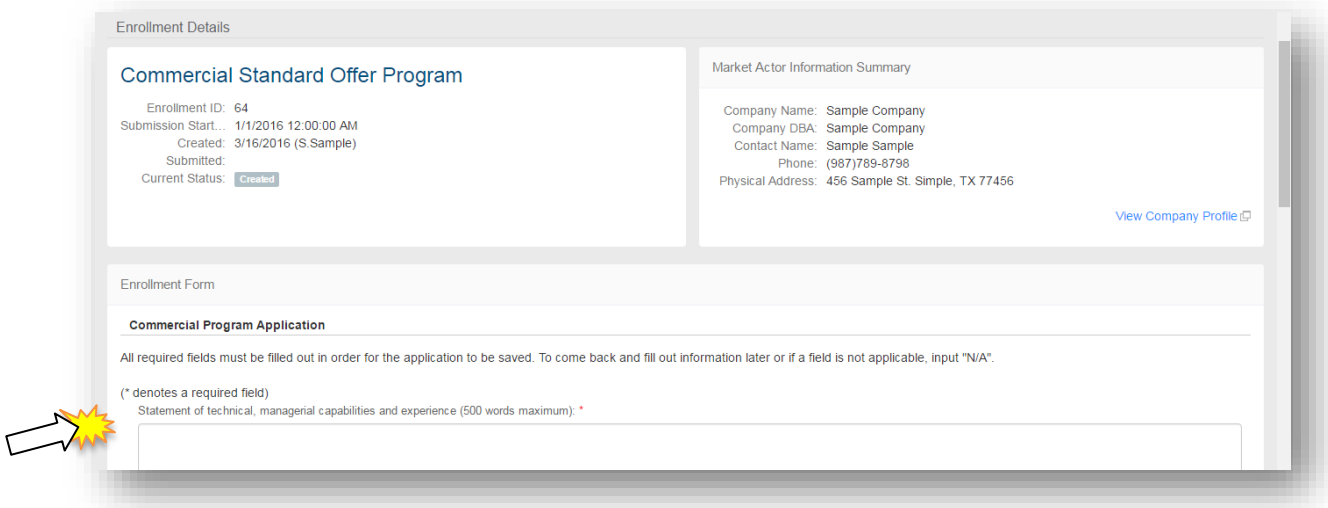 Enrollment Details
Commercial Standard Offer Program
Enrollment ID: 64
Submission Start... 1/1/2016 12:00:00 AM
Created: 3/16/2016 (S.Sample)
Submitted:
Current Status: Created
Market Actor Information Summary
Company Name: Sample Company
Company DBA: Sample Company
Contact Name: Sample Sample
Phone: (987)789-8798
Physical Address: 456 Sample St. Simple, TX 77456
View Company Profile
Enrollment Form
Commercial Program Application
All required fields must be filled out in order for the application to be saved. To come back and fill out information later or if a field is not applicable, input "N/A".
(* denotes a required field)
Statement of technical, managerial capabilities and experience (500 words maximum): *